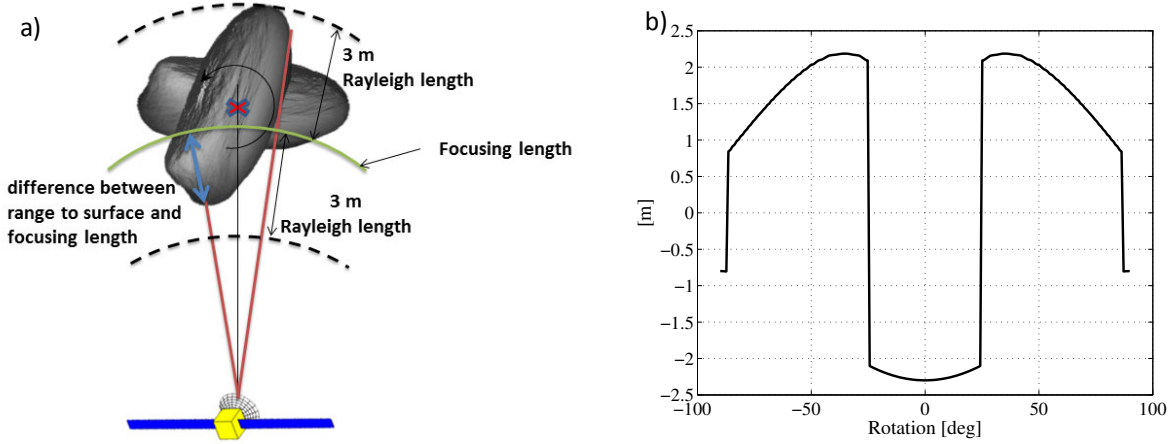 a)
3 m
Rayleigh length
Focusing length
difference between
range to surface and
focusing length
3 m
Rayleigh length
b)
2.5
2
1.5
1
0.5
0
−0.5
−1
−1.5
−2
−2.5
[m]
−100
−50
0
50
100
Rotation [deg]